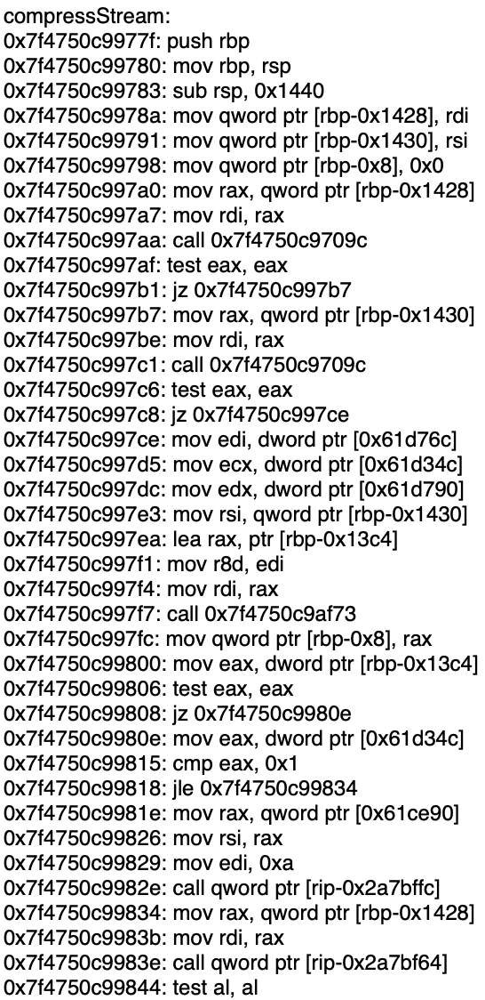 compressStream:
0x7f4750c9977f: push rbp
0x7f4750c99780: mov rbp, rsp
0x7f4750c99783: sub rsp, 0x1440
0x7f4750c9978a: mov qword ptr [rbp-0x1428], rdi
0x7f4750c99791: mov qword ptr [rbp-0x1430], rsi
0x7f4750c99798: mov qword ptr [rbp-0x8], 0x0
0x7f4750c997a0: mov rax, qword ptr [rbp-0x1428]
0x7f4750c997a7: mov rdi, rax
0x7f4750c997aa: call 0x7f4750c9709c
0x7f4750c997af: test eax, eax
0x7f4750c997b1: jz 0x7f4750c997b7
0x7f4750c997b7: mov rax, qword ptr [rbp-0x1430]
0x7f4750c997be: mov rdi, rax
0x7f4750c997c1: call 0x7f4750c9709c
0x7f4750c997c6: test eax, eax
0x7f4750c997c8: jz 0x7f4750c997ce
0x7f4750c997ce: mov edi, dword ptr [0x61d76c]
0x7f4750c997d5: mov ecx, dword ptr [0x61d34c]
0x7f4750c997dc: mov edx, dword ptr [0x61d790]
0x7f4750c997e3: mov rsi, qword ptr [rbp-0x1430]
0x7f4750c997ea: lea rax, ptr [rbp-0x13c4]
0x7f4750c997f1: mov r8d, edi
0x7f4750c997f4: mov rdi, rax
0x7f4750c997f7: call 0x7f4750c9af73
0x7f4750c997fc: mov qword ptr [rbp-0x8], rax
0x7f4750c99800: mov eax, dword ptr [rbp-0x13c4]
0x7f4750c99806: test eax, eax
0x7f4750c99808: jz 0x7f4750c9980e
0x7f4750c9980e: mov eax, dword ptr [0x61d34c]
0x7f4750c99815: cmp eax, 0x1
0x7f4750c99818: jle 0x7f4750c99834
0x7f4750c9981e: mov rax, qword ptr [0x61ce90]
0x7f4750c99826: mov rsi, rax
0x7f4750c99829: mov edi, 0xa
0x7f4750c9982e: call qword ptr [rip-0x2a7bffc]
0x7f4750c99834: mov rax, qword ptr [rbp-0x1428]
0x7f4750c9983b: mov rdi, rax
0x7f4750c9983e: call qword ptr [rip-0x2a7bf64]
0x7f4750c99844: test al, al